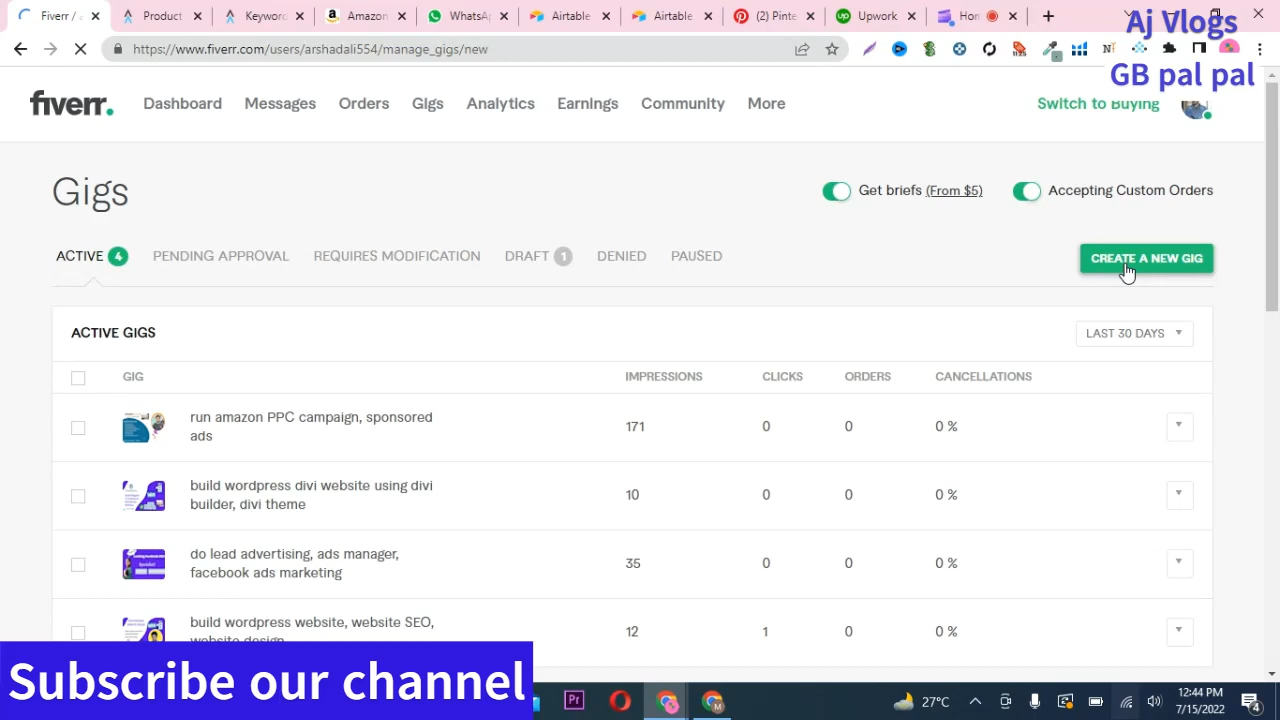 Fiverr /
Product
Keyword
Amazon
WhatsA
Airtable
Airtable
(2) Pinte
Upwork
Hon
Aj Vlogs
https://www.fiverr.com/users/arshadali554/manage_gigs/new
GB pal pal
fiverr.
Dashboard
Messages
Orders
Gigs
Analytics
Earnings
Community
More
Switch to Buying
Gigs
Get briefs (From $5)
Accepting Custom Orders
ACTIVE 4
PENDING APPROVAL
REQUIRES MODIFICATION
DRAFT 1
DENIED
PAUSED
CREATE A NEW GIG
ACTIVE GIGS
LAST 30 DAYS
GIG
IMPRESSIONS
CLICKS
ORDERS
CANCELLATIONS
run amazon PPC campaign, sponsored
ads
171
0
0
0 %
build wordpress divi website using divi
builder, divi theme
10
0
0
0 %
do lead advertising, ads manager,
facebook ads marketing
35
0
0
0 %
build wordpress website, website SEO,
website design
12
1
0
0 %
Subscribe our channel
Pr
M
27°C
12:44 PM
7/15/2022
4